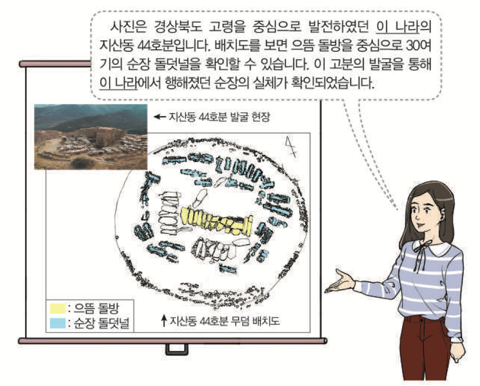 사진은 경상북도 고령을 중심으로 발전하였던 이 나라의
지산동 44호분입니다. 배치도를 보면 으뜸 돌방을 중심으로 30여
기의 순장 돌덧널을 확인할 수 있습니다. 이 고분의 발굴을 통해
이 나라에서 행해졌던 순장의 실체가 확인되었습니다.
← 지산동 44호분 발굴 현장
: 으뜸 돌방
: 순장 돌덧널
↑ 지산동 44호분 무덤 배치도